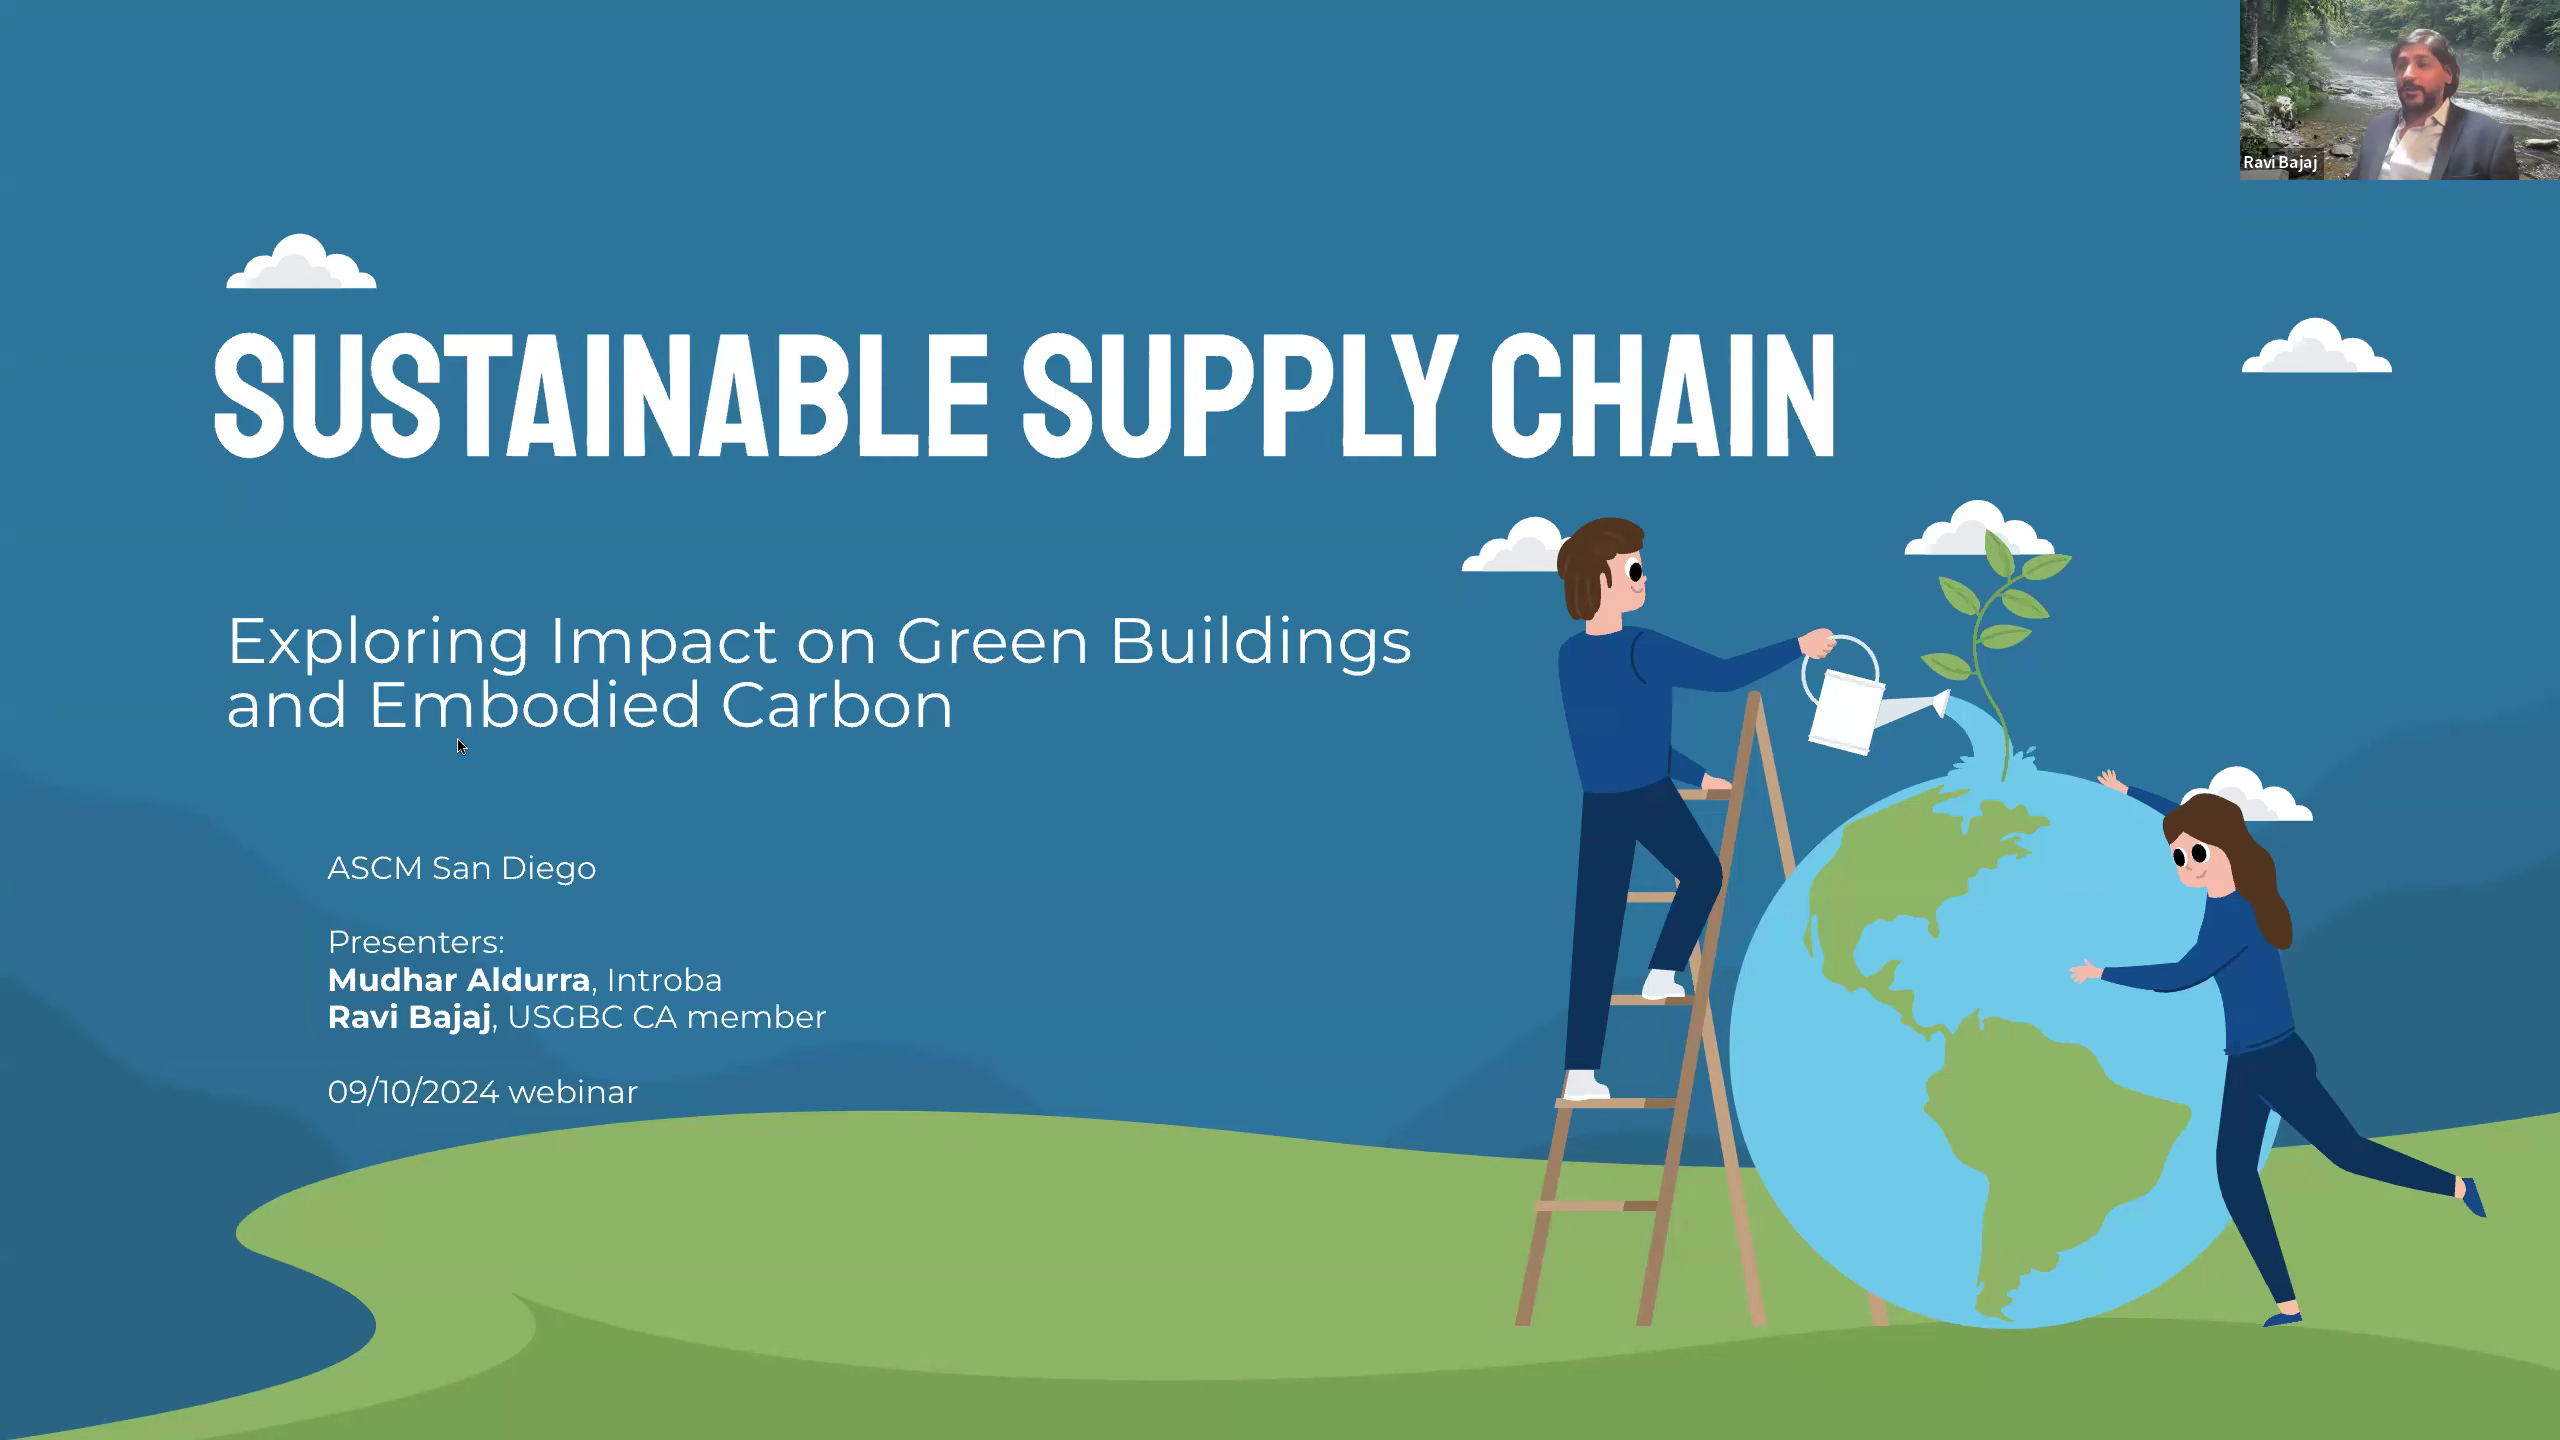 Ravi Bajaj
SUSTAINABLE SUPPLY CHAIN
Exploring Impact on Green Buildings
and Embodied Carbon
ASCM San Diego
Presenters:
Mudhar Aldurra, Introba
Ravi Bajaj, USGBC CA member
09/10/2024 webinar